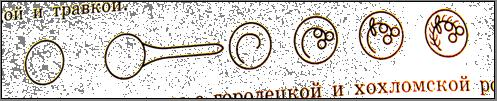 ой и травкой.
городецкой и хохломской ро